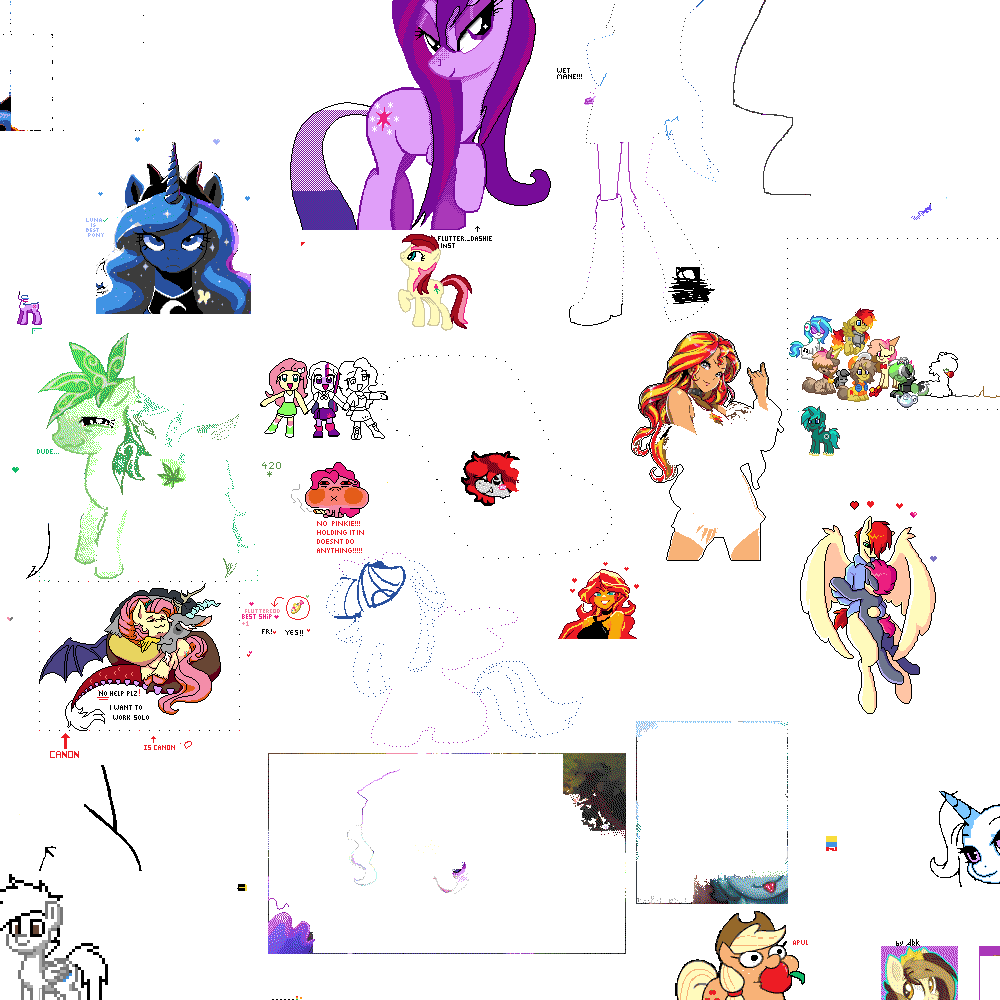 WET
MANE!!!
LUNA
IS
BEST
PONY
FLUTTER...DASHIE
INST
DUDE...
420
*
NO PINKIE!!!
HOLDING IT IN
DOESNT DO
ANYTHING!!!!!
FLUTTERCORD
BEST SHIP
+1
FR!
YES!!
NO HELP PLZ!
I WANT TO
WORK SOLO
IS CANON
CANON
APUL
by .dbk